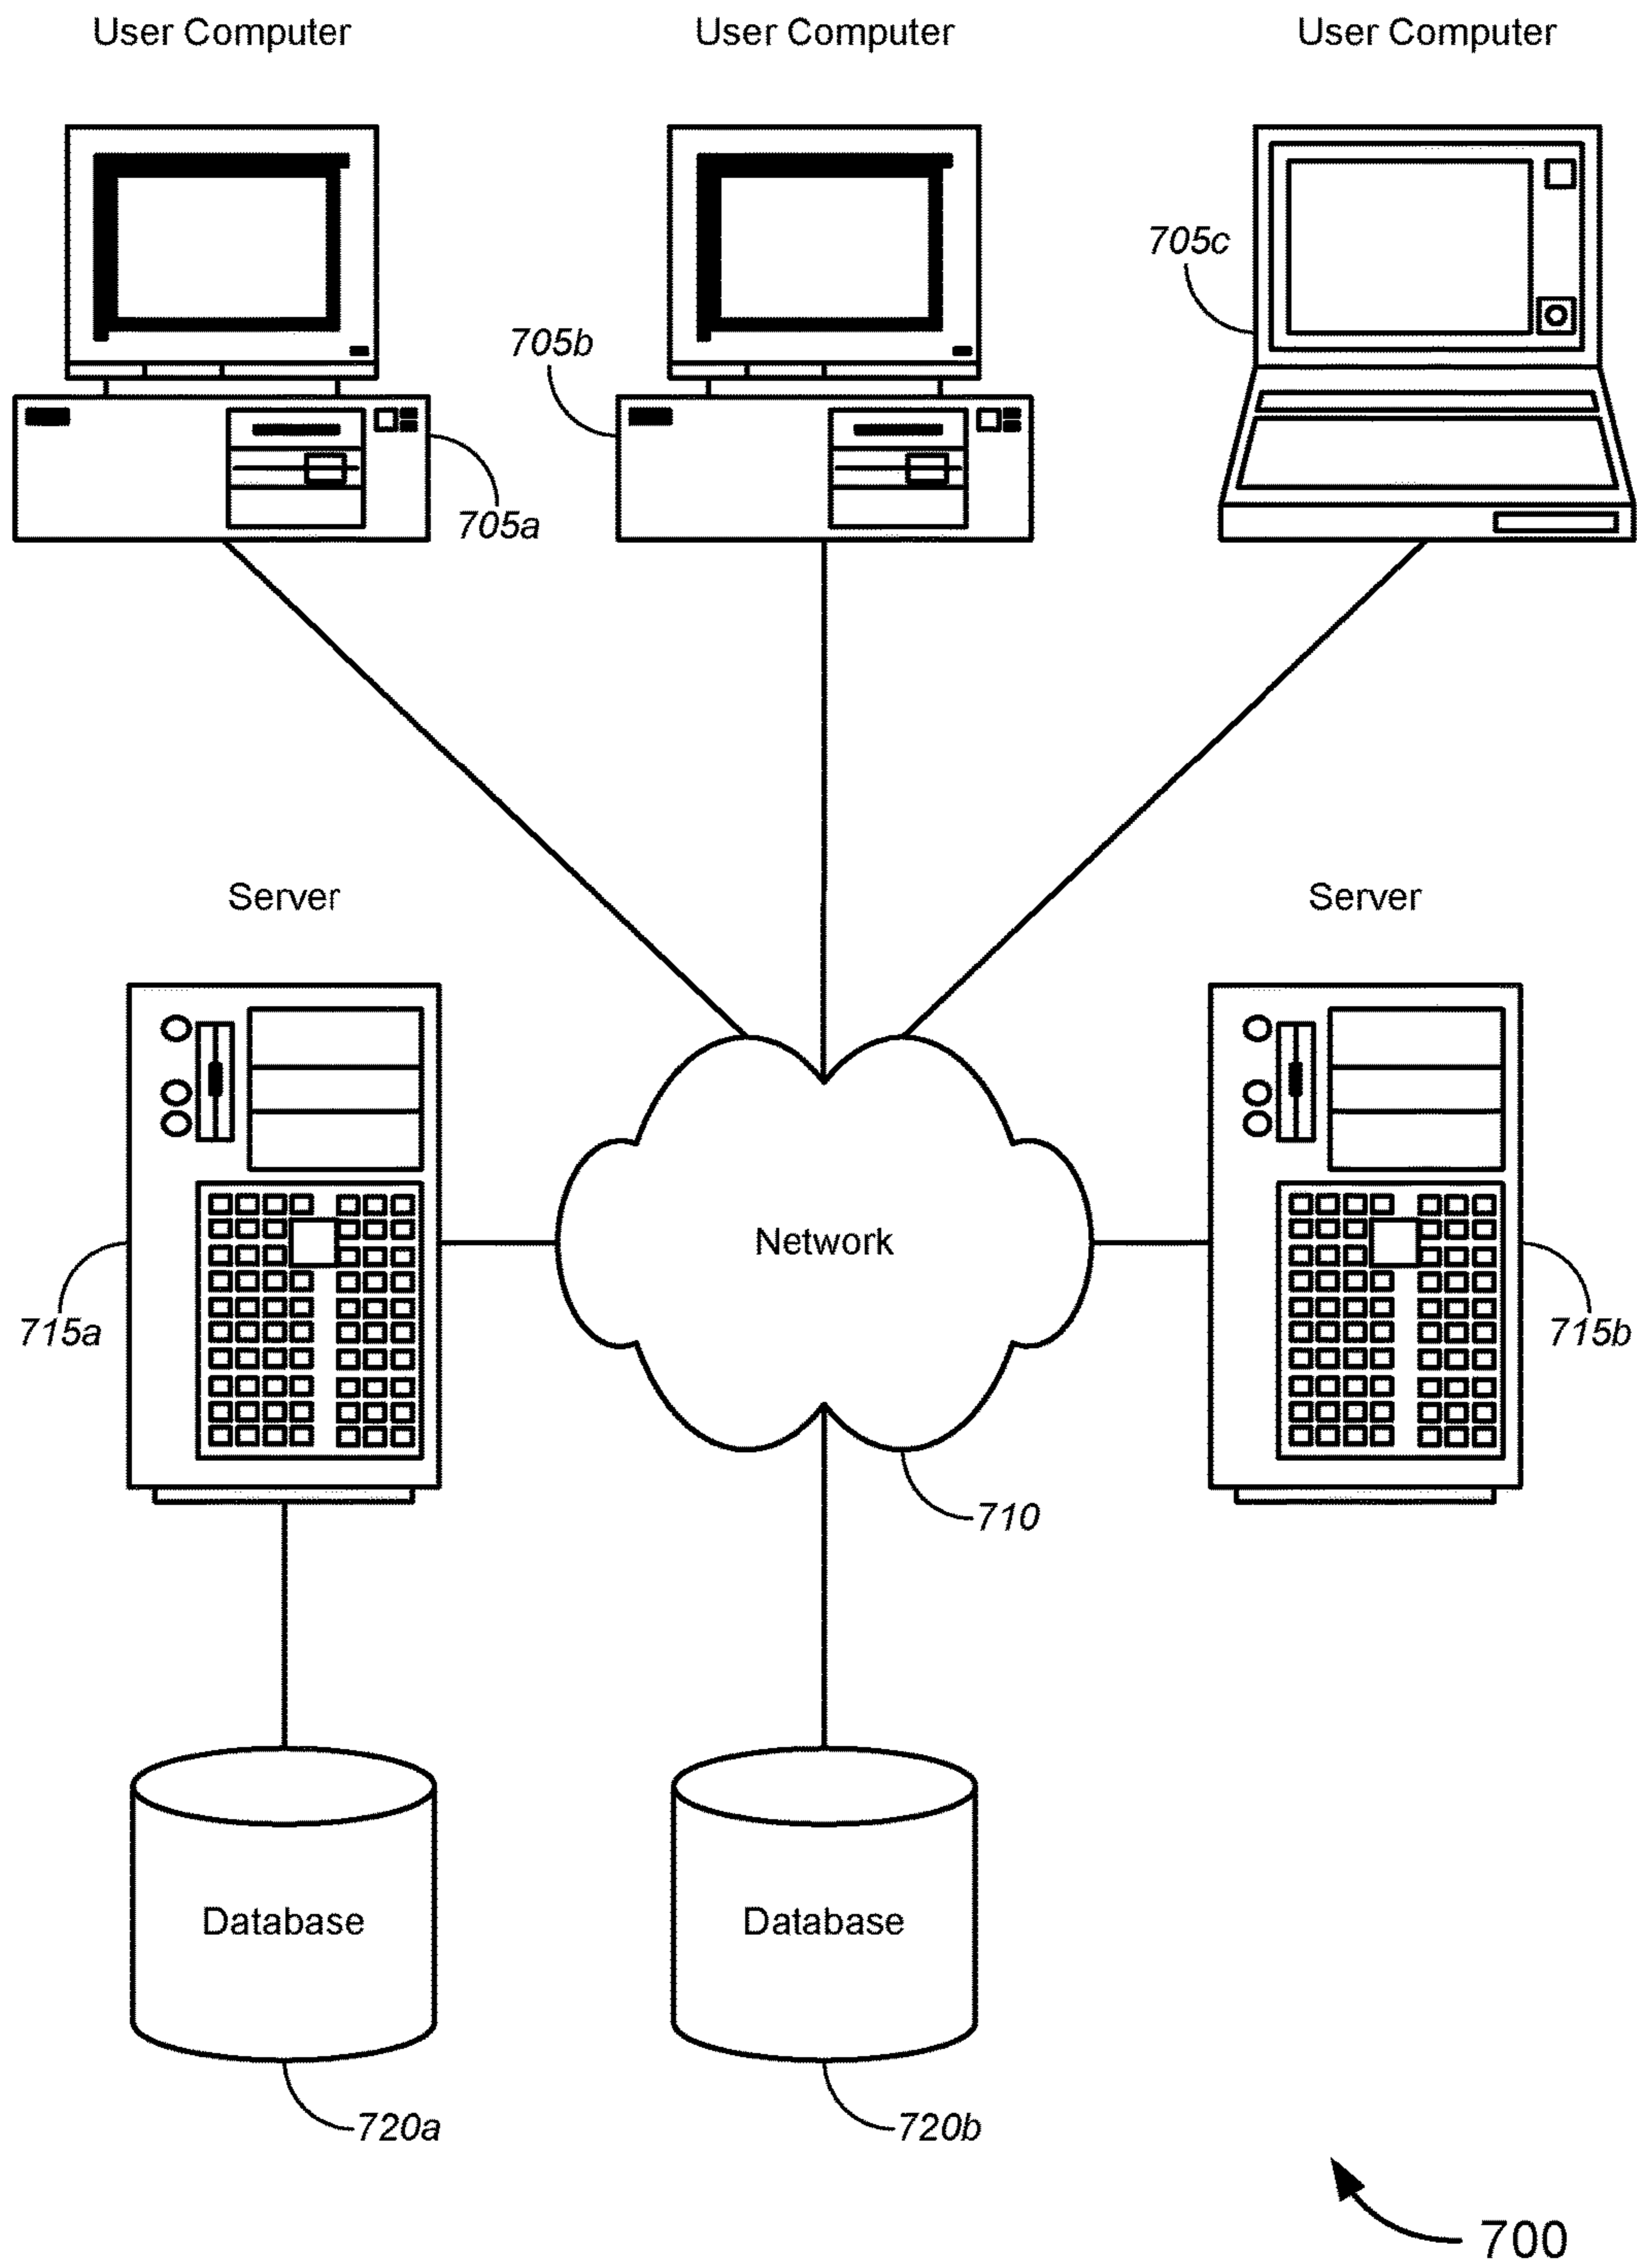 User Computer
User Computer
User Computer
705c
705b
705a
Server
Server
Network
715a
715b
710
Database
Database
720a
720b
700